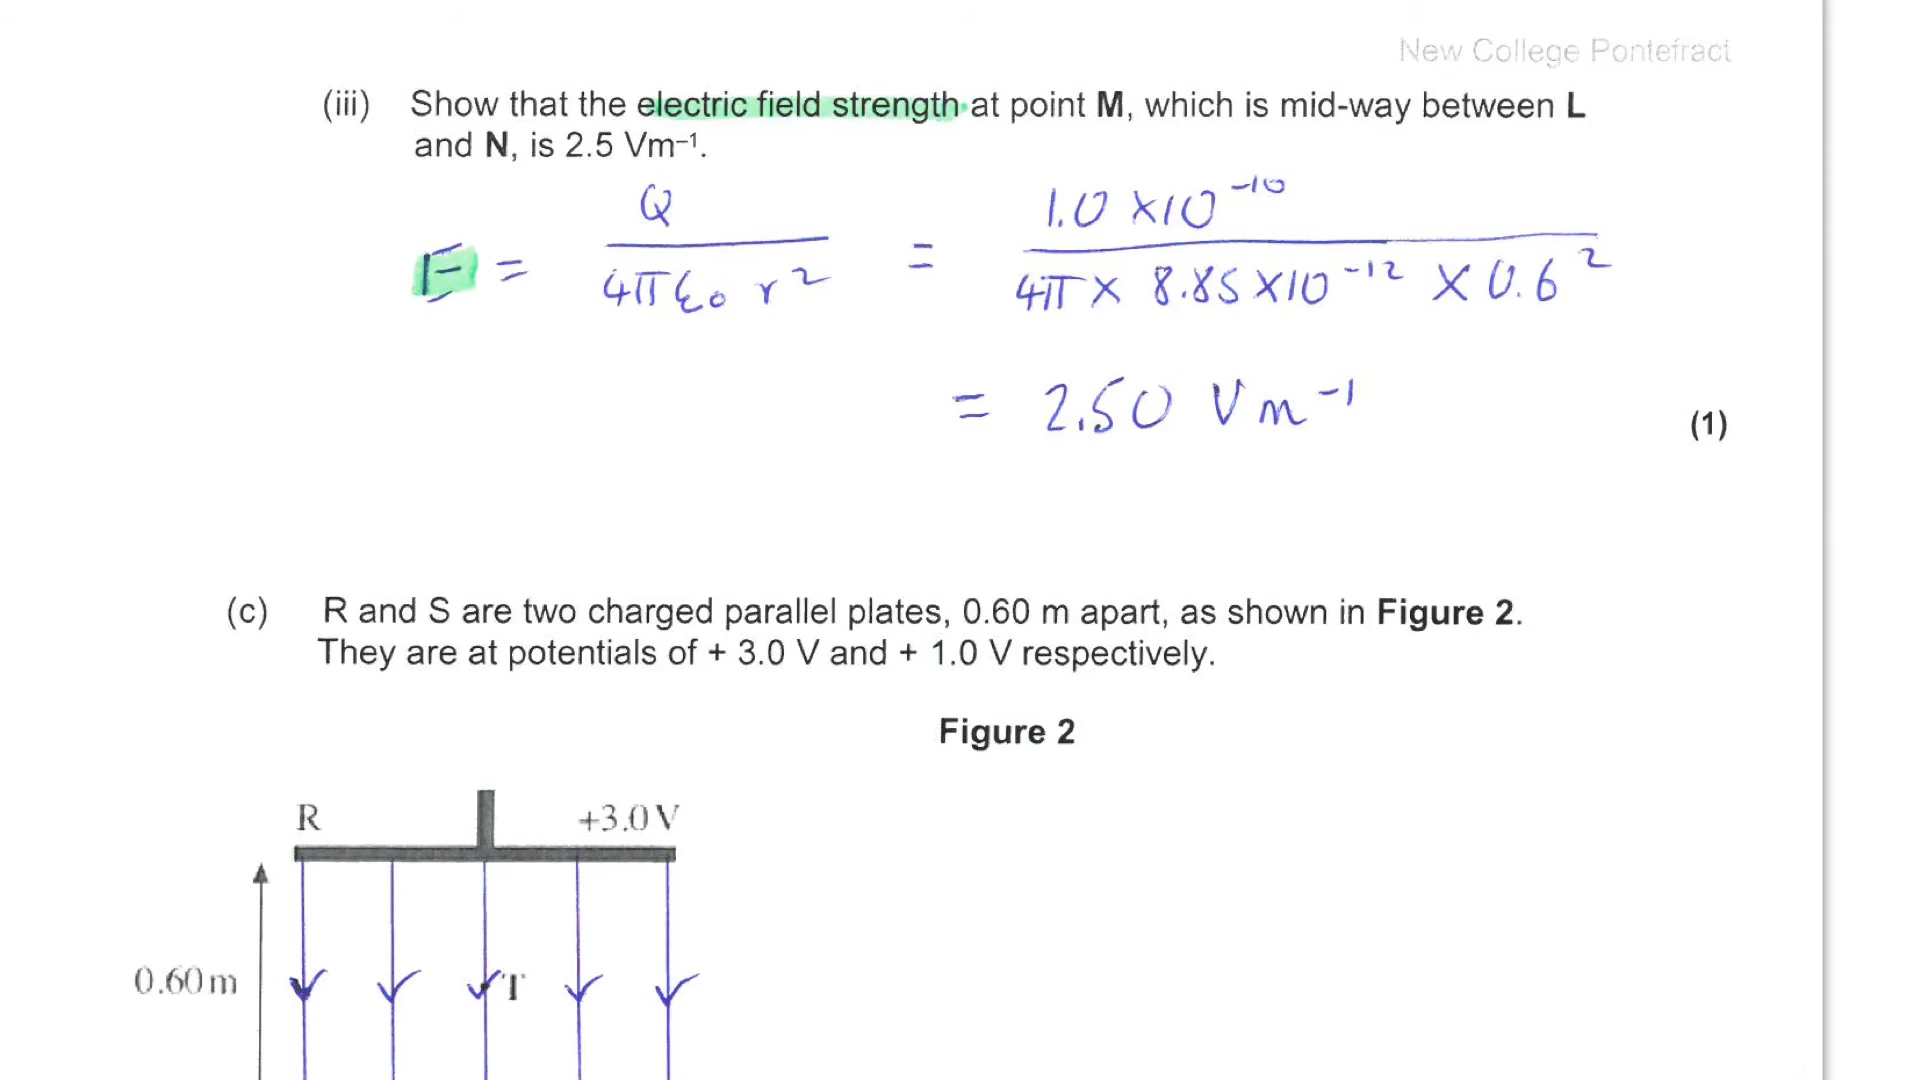 New College Pontefract
(iii) Show that the electric field strength at point M, which is mid-way between L
and N, is 2.5 Vm⁻¹.
E = Q / 4πε₀ r² = 1.0 × 10⁻¹⁰ / 4π × 8.85 × 10⁻¹² × 0.6²
= 2.50 V m⁻¹
(1)
(c) R and S are two charged parallel plates, 0.60 m apart, as shown in Figure 2.
They are at potentials of + 3.0 V and + 1.0 V respectively.
Figure 2
R +3.0 V
0.60 m T